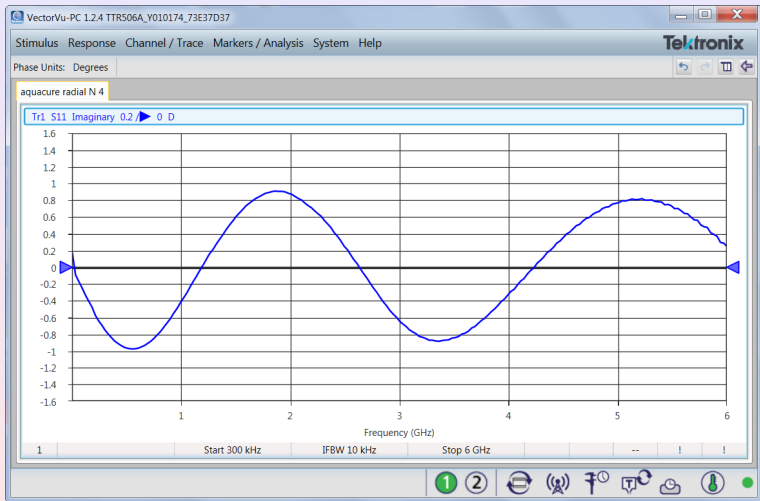 VectorVu-PC 1.2.4 TTR506A_Y010174_73E37D37
Stimulus Response Channel / Trace Markers / Analysis System Help
Tektronix
Phase Units: Degrees
aquacure radial N 4
Tr1 S11 Imaginary 0.2 / 0 D
1.6
1.4
1.2
1
0.8
0.6
0.4
0.2
0
-0.2
-0.4
-0.6
-0.8
-1
-1.2
-1.4
-1.6
1 2 3 4 5 6
Frequency (GHz)
1 Start 300 kHz IFBW 10 kHz Stop 6 GHz -- ! !
1 2 T